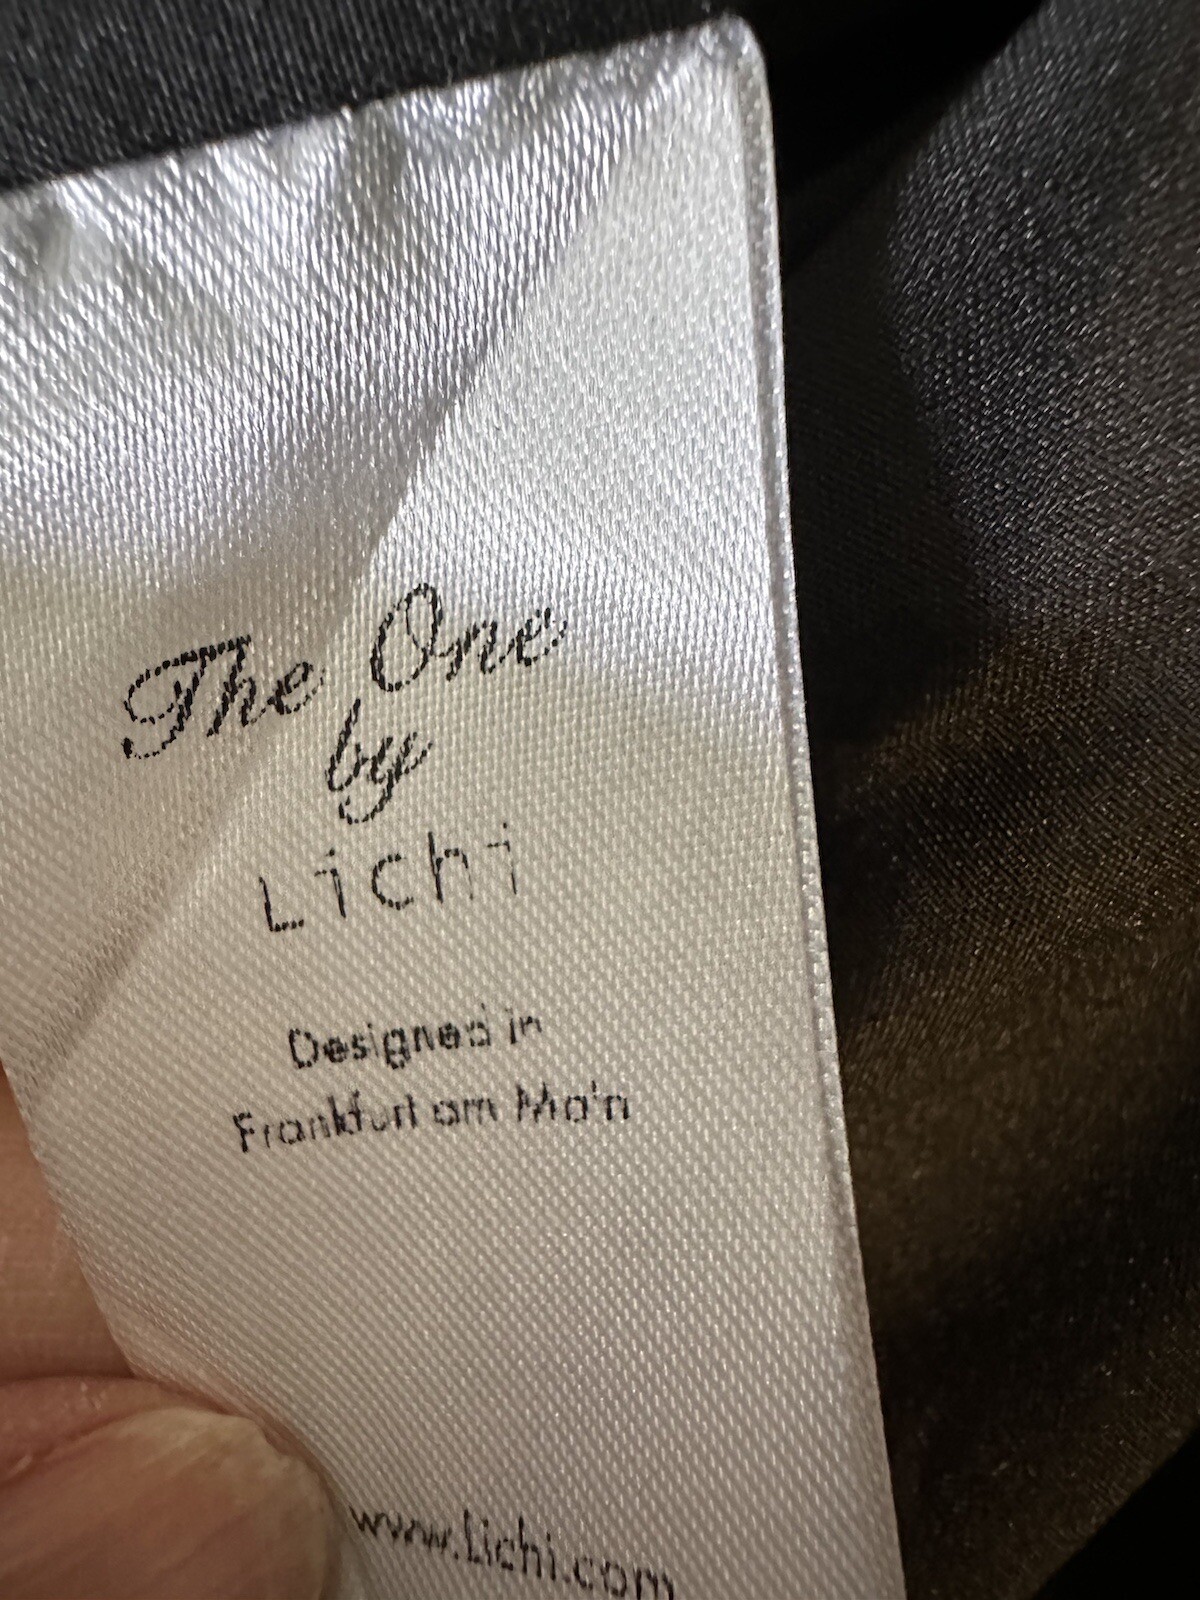 The One
by
Lichi
Designed in
Frankfurt am Main
www.Lichi.com